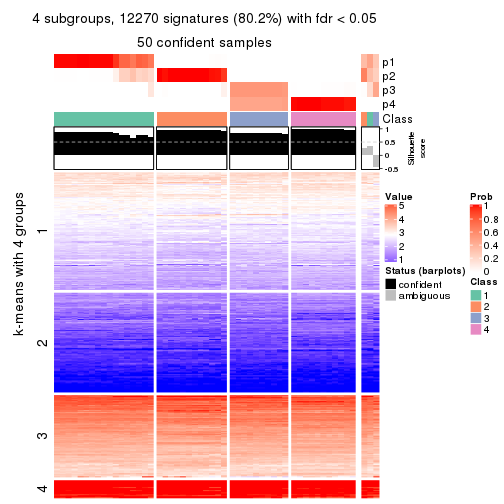 4 subgroups, 12270 signatures (80.2%) with fdr < 0.05
50 confident samples
p1
p2
p3
p4
Class
1
0.5
0
-0.5
Silhouette
score
k-means with 4 groups
1
2
3
4
Value
5
4
3
2
1
Status (barplots)
confident
ambiguous
Prob
1
0.8
0.6
0.4
0.2
0
Class
1
2
3
4